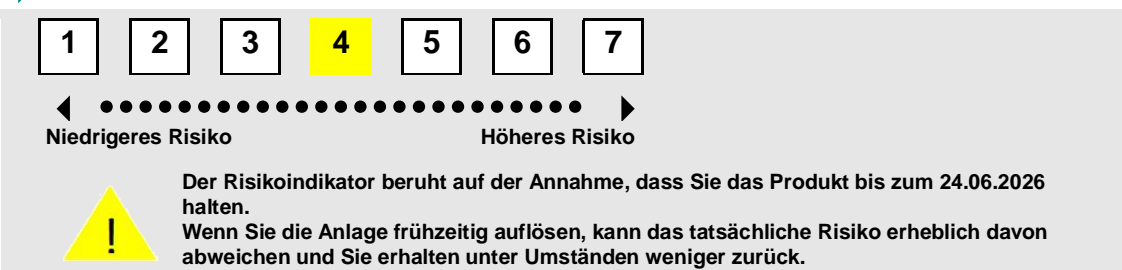 1 2 3 4 5 6 7
Niedrigeres Risiko Höheres Risiko
Der Risikoindikator beruht auf der Annahme, dass Sie das Produkt bis zum 24.06.2026
halten.
Wenn Sie die Anlage frühzeitig auflösen, kann das tatsächliche Risiko erheblich davon
abweichen und Sie erhalten unter Umständen weniger zurück.
!